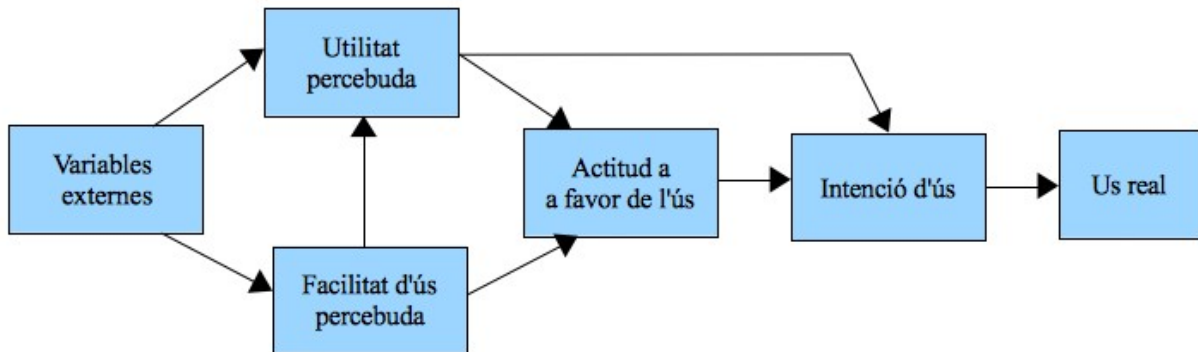 Utilitat
percebuda
Variables
externes
Actitud a
a favor de l'ús
Intenció d'ús
Us real
Facilitat d'ús
percebuda